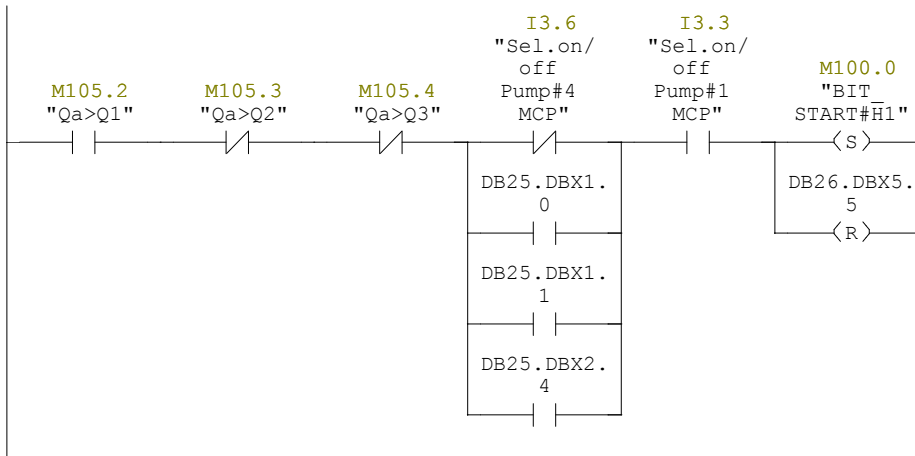 I3.6
I3.3
"Sel.on/
"Sel.on/
off
off
M105.2
M105.3
M105.4
Pump#4
Pump#1
M100.0
"BIT_
"Qa>Q1"
"Qa>Q2"
"Qa>Q3"
MCP"
MCP"
START#H1"
S
DB25.DBX1.
0
DB26.DBX5.
5
R
DB25.DBX1.
1
DB25.DBX2.
4